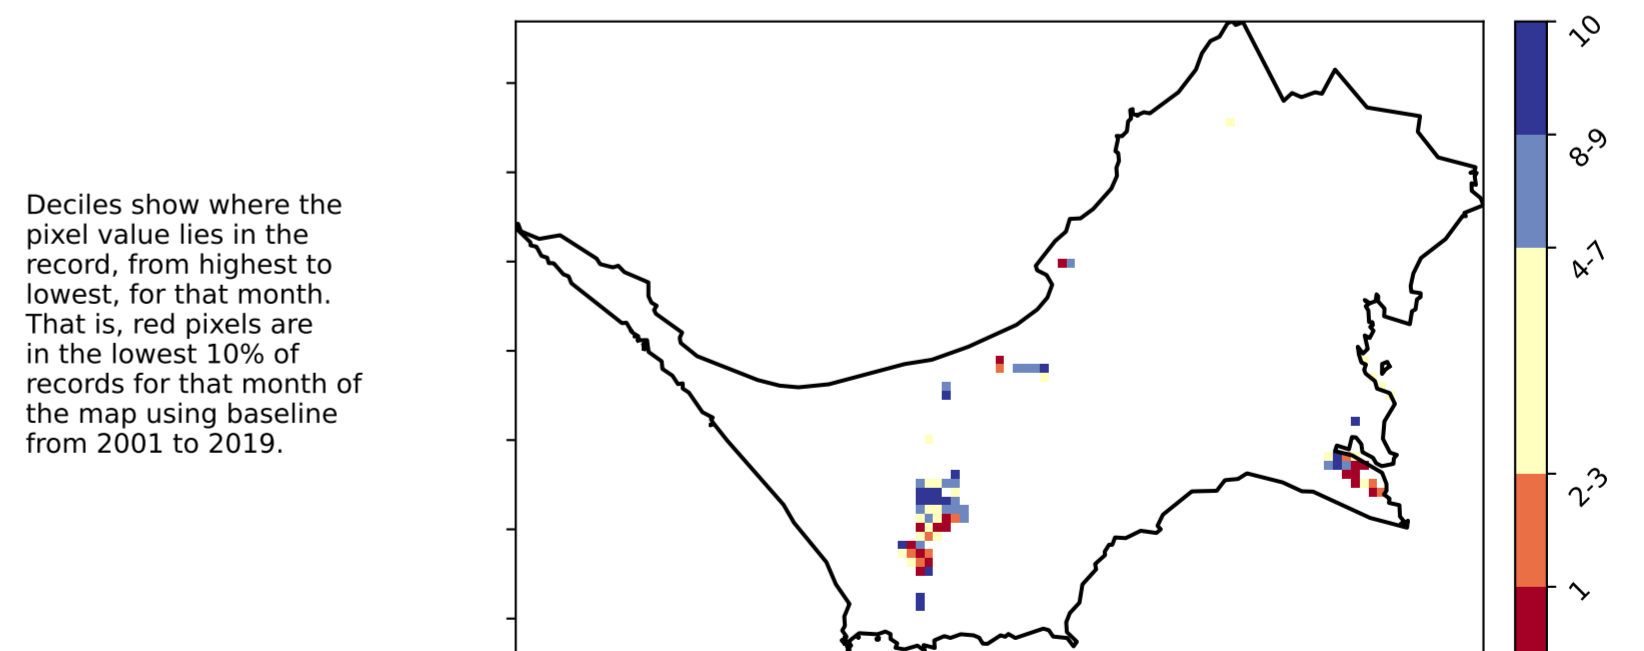 Deciles show where the
pixel value lies in the
record, from highest to
lowest, for that month.
That is, red pixels are
in the lowest 10% of
records for that month of
the map using baseline
from 2001 to 2019.
10
8-9
4-7
2-3
1